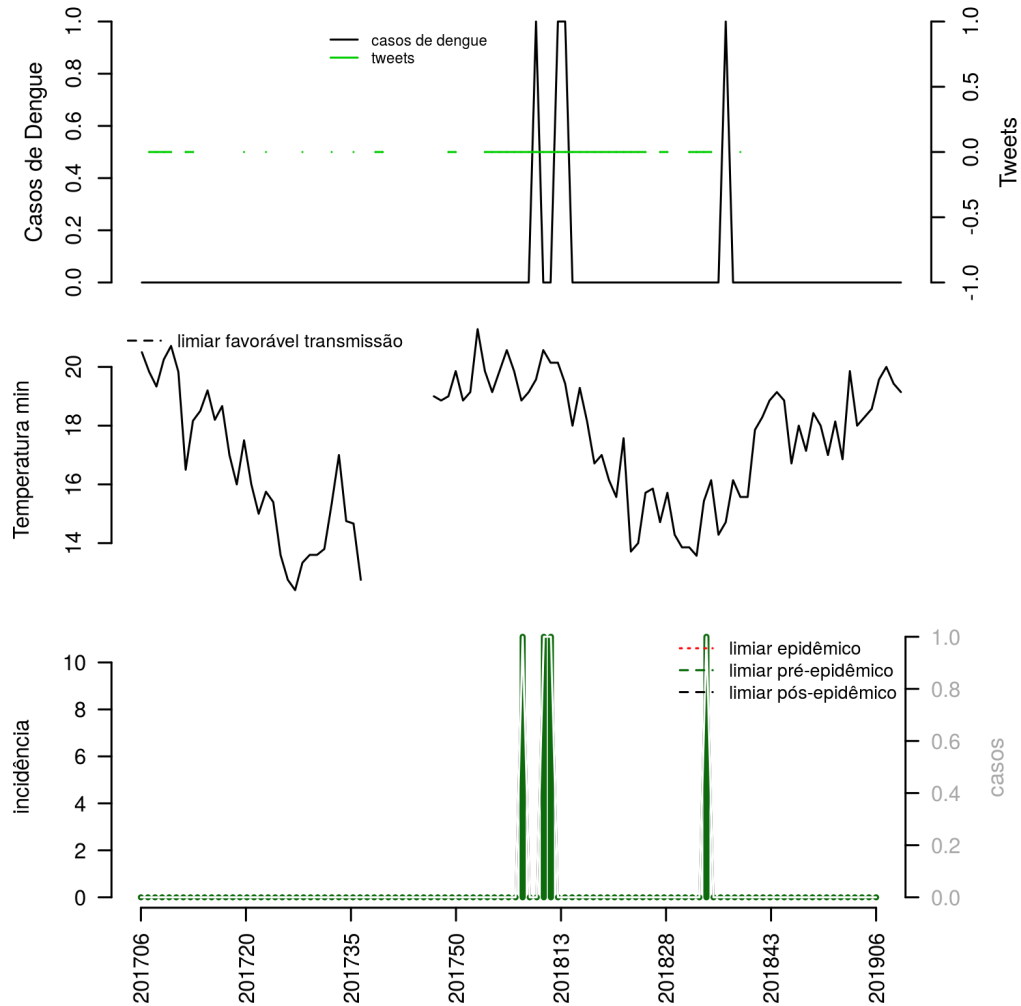 casos de dengue
tweets
Casos de Dengue
0.0 0.2 0.4 0.6 0.8 1.0
Tweets
-1.0 -0.5 0.0 0.5 1.0
limiar favorável transmissão
Temperatura min
14 16 18 20
limiar epidêmico
limiar pré-epidêmico
limiar pós-epidêmico
incidência
10
8
6
4
2
0
casos
1.0
0.8
0.6
0.4
0.2
0.0
201706 201720 201735 201750 201813 201828 201843 201906